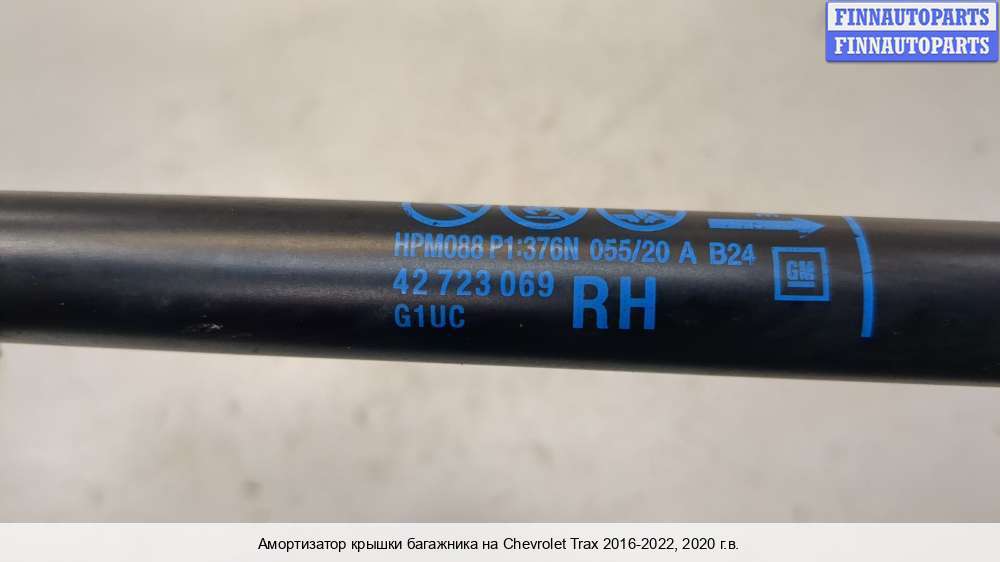 FINNAUTOPARTS
FINNAUTOPARTS
HPM088 P1:376N 055/20 A B24
42 723 069
G1UC
RH
GM
Амортизатор крышки багажника на Chevrolet Trax 2016-2022, 2020 г.в.